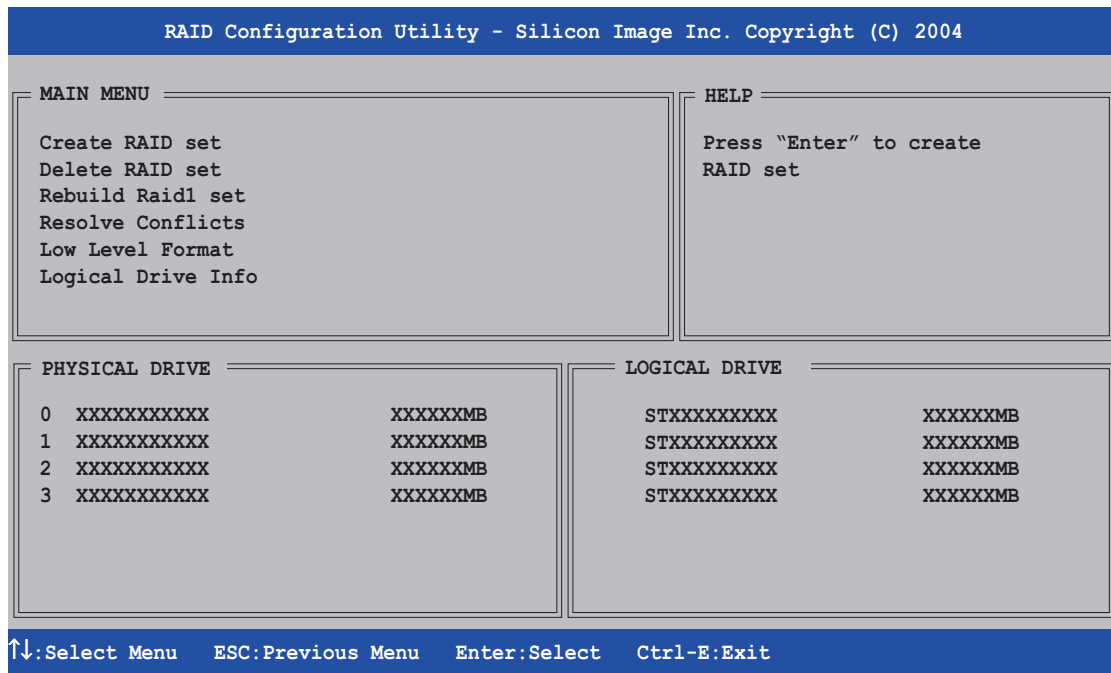 RAID Configuration Utility - Silicon Image Inc. Copyright (C) 2004
MAIN MENU
Create RAID set
Delete RAID set
Rebuild Raid1 set
Resolve Conflicts
Low Level Format
Logical Drive Info
HELP
Press “Enter” to create
RAID set
PHYSICAL DRIVE
0 XXXXXXXXXXX XXXXXXMB
1 XXXXXXXXXXX XXXXXXMB
2 XXXXXXXXXXX XXXXXXMB
3 XXXXXXXXXXX XXXXXXMB
LOGICAL DRIVE
STXXXXXXXXX XXXXXXMB
STXXXXXXXXX XXXXXXMB
STXXXXXXXXX XXXXXXMB
STXXXXXXXXX XXXXXXMB
↑↓:Select Menu ESC:Previous Menu Enter:Select Ctrl-E:Exit